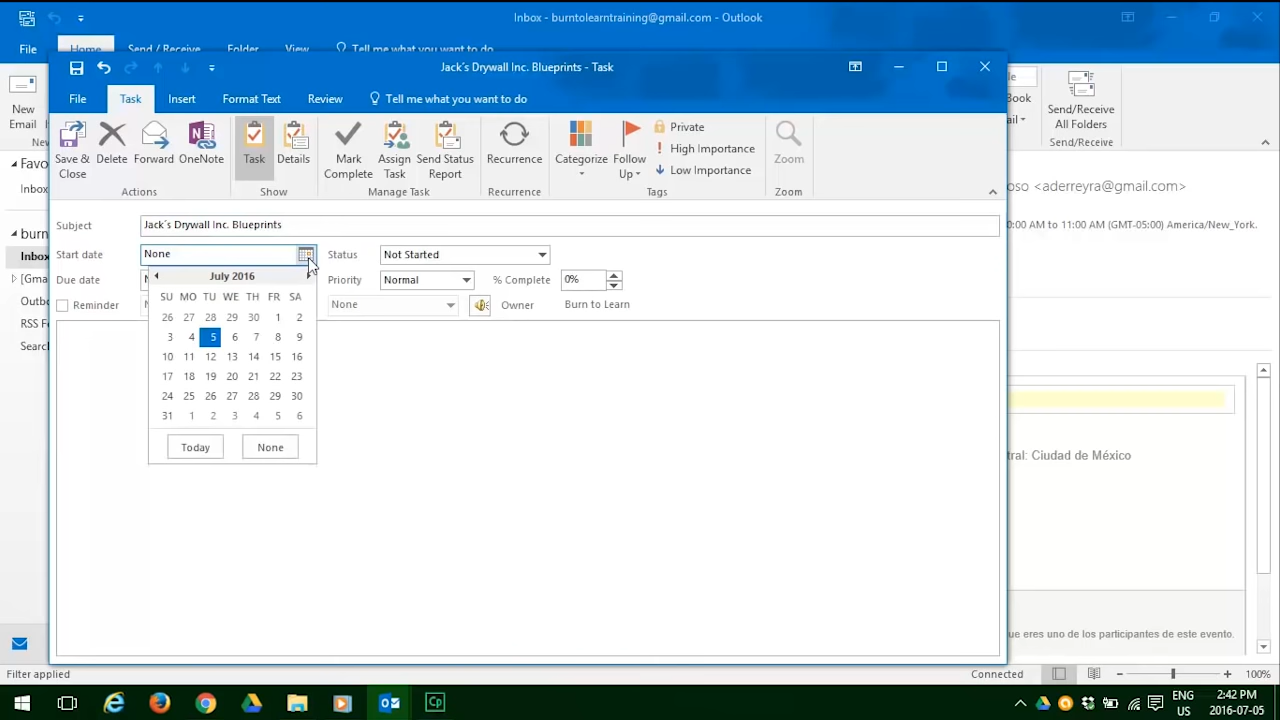 Inbox - burntolearntraining@gmail.com - Outlook
File Home Send / Receive Folder View Tell me what you want to do
Jack´s Drywall Inc. Blueprints - Task
File Task Insert Format Text Review Tell me what you want to do
New
Email
Save &
Close
Delete
Forward
OneNote
Task
Details
Mark
Complete
Assign
Task
Send Status
Report
Recurrence
Categorize
Follow
Up
Private
High Importance
Low Importance
Zoom
Send/Receive
All Folders
Actions Show Manage Task Recurrence Tags Zoom
Send/Receive
Inbox
<aderreyra@gmail.com>
Subject Jack´s Drywall Inc. Blueprints
:00 AM to 11:00 AM (GMT-05:00) America/New_York.
Start date None Status Not Started
Inbox
Due date Priority Normal % Complete 0%
Reminder None Owner Burn to Learn
July 2016
SU MO TU WE TH FR SA
26 27 28 29 30 1 2
3 4 5 6 7 8 9
10 11 12 13 14 15 16
17 18 19 20 21 22 23
24 25 26 27 28 29 30
31 1 2 3 4 5 6
Today None
tral: Ciudad de México
que eres uno de los participantes de este evento.
Filter applied Connected 100%
Cp
ENG
US
2:42 PM
2016-07-05